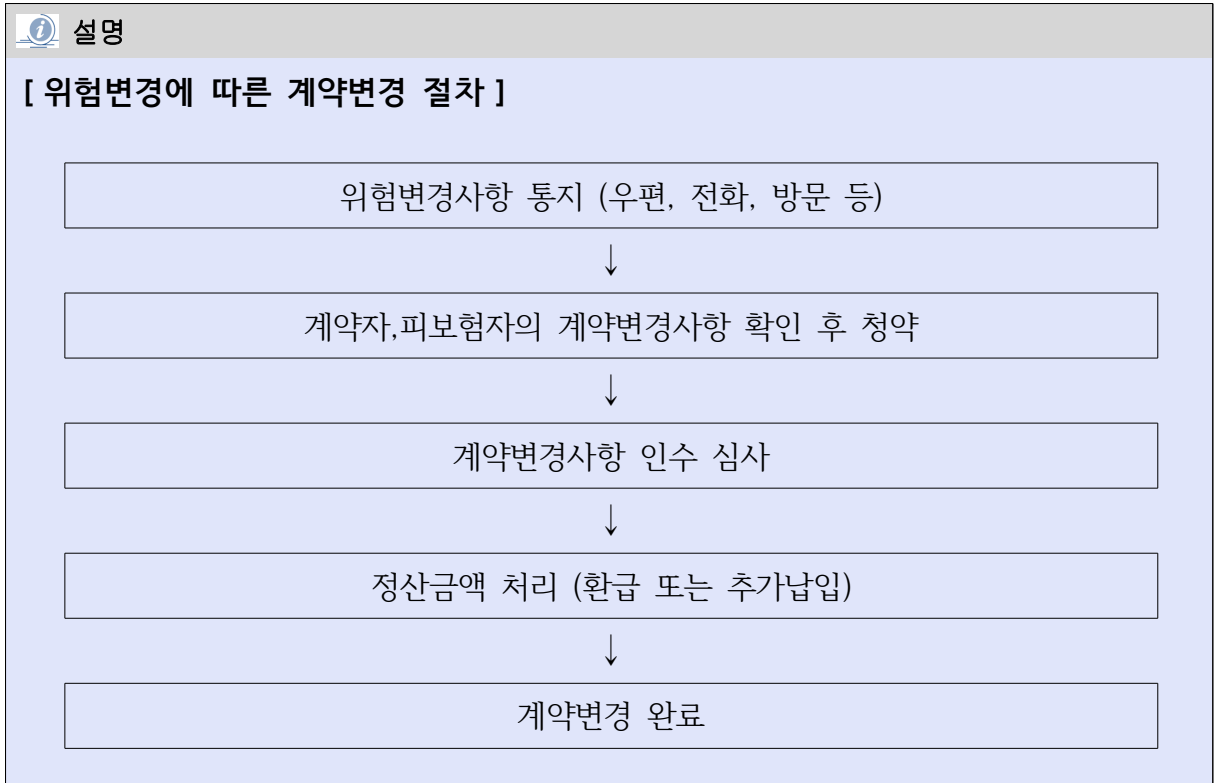 설명
[ 위험변경에 따른 계약변경 절차 ]
위험변경사항 통지 (우편, 전화, 방문 등)
↓
계약자,피보험자의 계약변경사항 확인 후 청약
↓
계약변경사항 인수 심사
↓
정산금액 처리 (환급 또는 추가납입)
↓
계약변경 완료